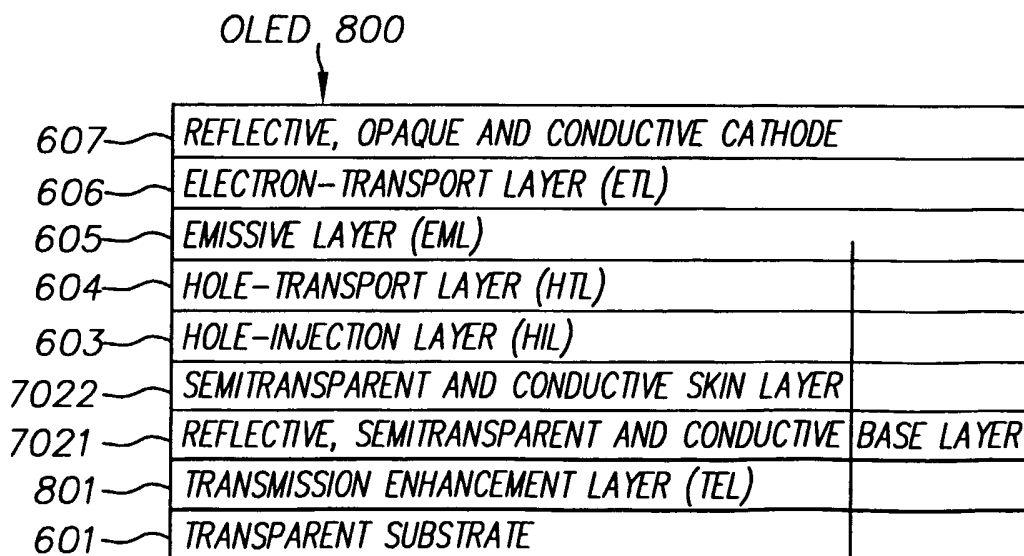 OLED 800
607 REFLECTIVE, OPAQUE AND CONDUCTIVE CATHODE
606 ELECTRON-TRANSPORT LAYER (ETL)
605 EMISSIVE LAYER (EML)
604 HOLE-TRANSPORT LAYER (HTL)
603 HOLE-INJECTION LAYER (HIL)
7022 SEMITRANSPARENT AND CONDUCTIVE SKIN LAYER
7021 REFLECTIVE, SEMITRANSPARENT AND CONDUCTIVE BASE LAYER
801 TRANSMISSION ENHANCEMENT LAYER (TEL)
601 TRANSPARENT SUBSTRATE